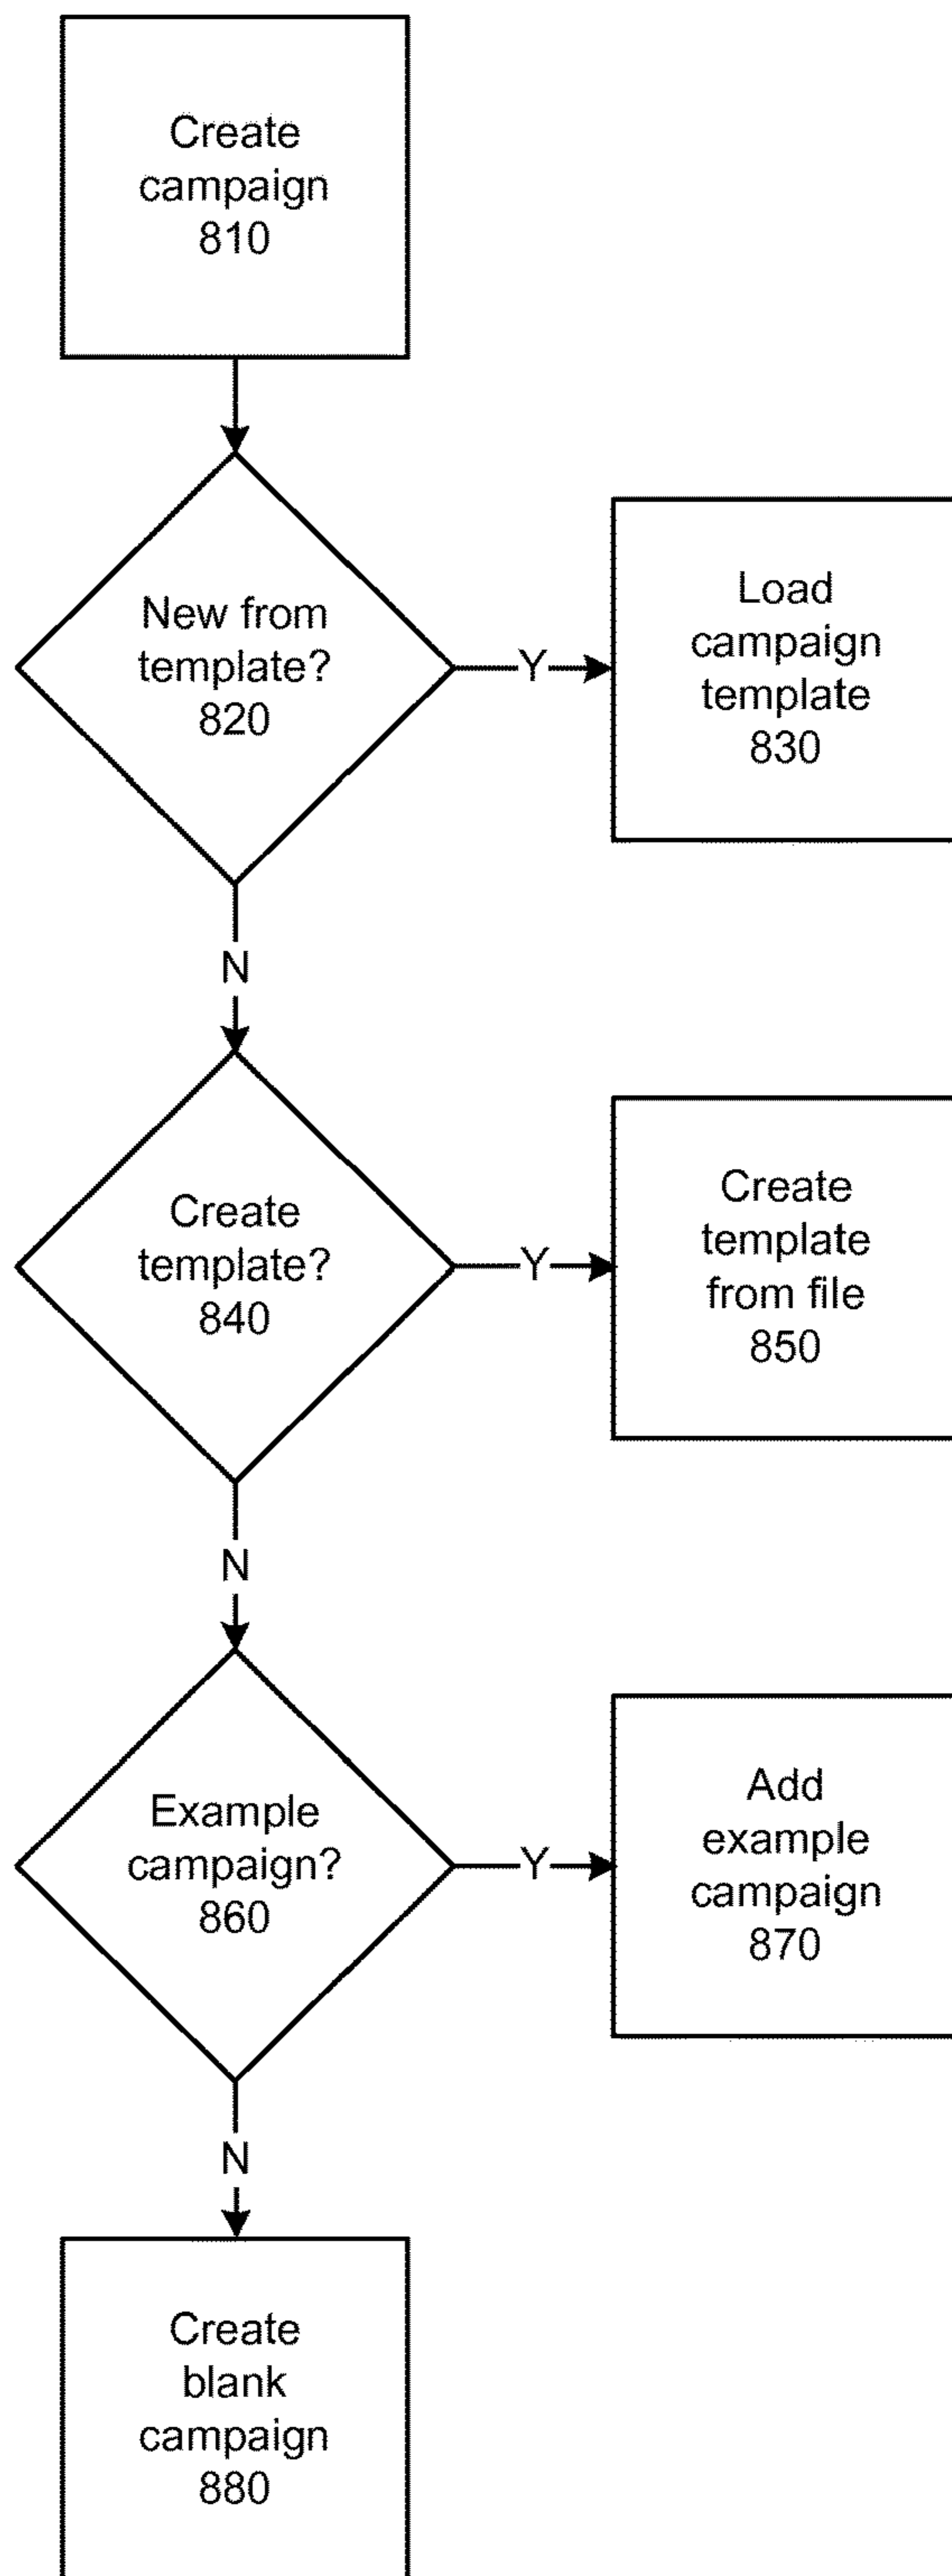 Create
campaign
810
New from
template?
820
Y
Load
campaign
template
830
N
Create
template?
840
Y
Create
template
from file
850
N
Example
campaign?
860
Y
Add
example
campaign
870
N
Create
blank
campaign
880